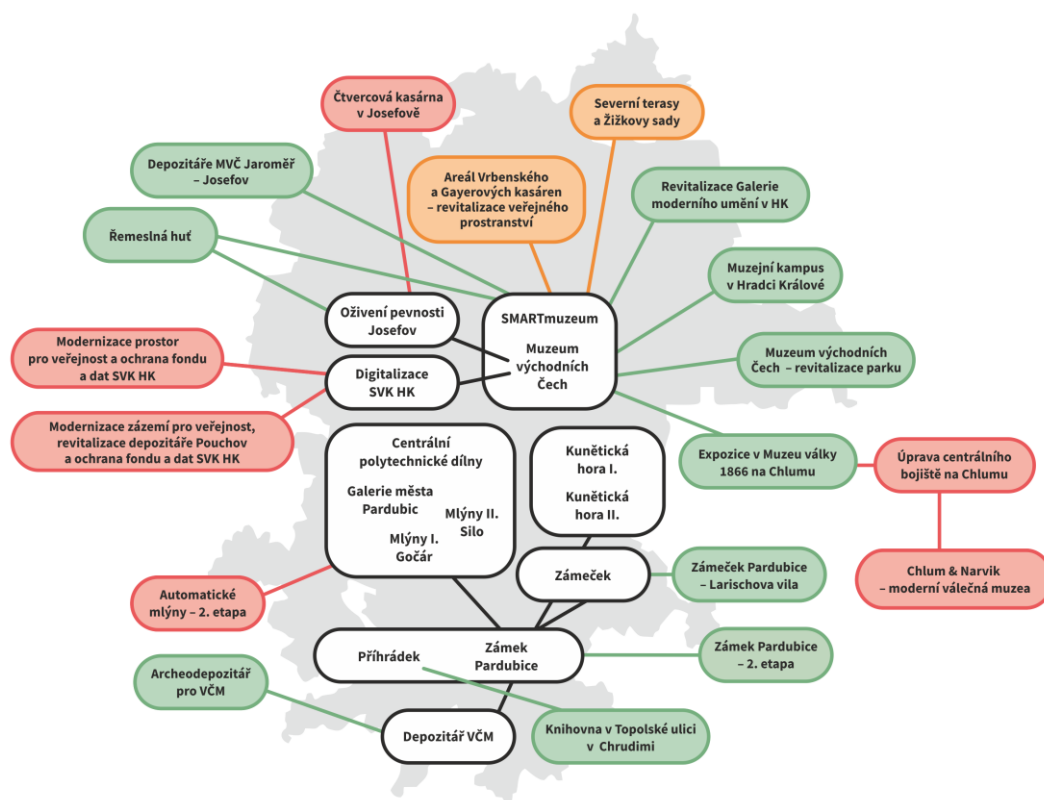 Čtvercová kasárna
v Josefově
Severní terasy
a Žižkovy sady
Depozitáře MVČ Jaroměř
– Josefov
Areál Vrbenského
a Gayerových kasáren
– revitalizace veřejného
prostranství
Revitalizace Galerie
moderního umění v HK
Řemeslná huť
Muzejní kampus
v Hradci Králové
Oživení pevnosti
Josefov
SMARTmuzeum
Muzeum
východních
Čech
Modernizace prostor
pro veřejnost a ochrana fondu
a dat SVK HK
Digitalizace
SVK HK
Muzeum východních
Čech – revitalizace parku
Modernizace zázemí pro veřejnost,
revitalizace depozitáře Pouchov
a ochrana fondu a dat SVK HK
Centrální
polytechnické dílny
Galerie města
Pardubic
Mlýny II.
Silo
Mlýny I.
Gočár
Kunětická
hora I.
Kunětická
hora II.
Expozice v Muzeu války
1866 na Chlumu
Úprava centrálního
bojiště na Chlumu
Zámeček
Zámeček Pardubice
– Larischova vila
Chlum & Narvik
– moderní válečná muzea
Automatické
mlýny – 2. etapa
Příhrádek
Zámek
Pardubice
Zámek Pardubice
– 2. etapa
Archeodepozitář
pro VČM
Depozitář VČM
Knihovna v Topolské ulici
v Chrudimi